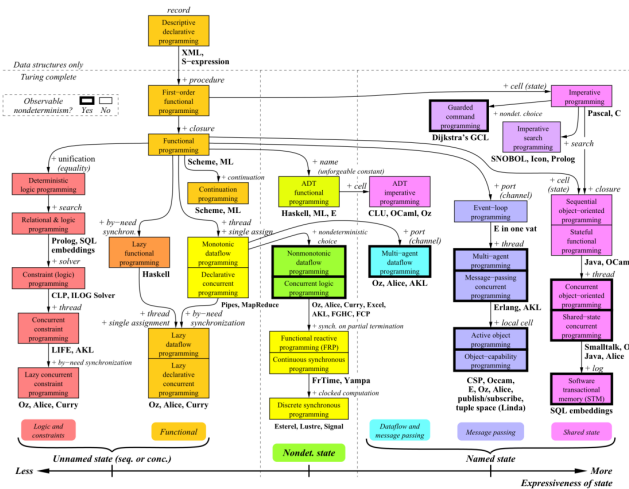 record
Descriptive
declarative
programming
XML,
S−expression
Data structures only
Turing complete
+ procedure
+ cell (state)
Observable
nondeterminism?
Yes
No
First−order
functional
programming
Imperative
programming
Pascal, C
Guarded
command
programming
Dijkstra's GCL
+ nondet. choice
Imperative
search
programming
+ search
SNOBOL, Icon, Prolog
+ closure
Functional
programming
Scheme, ML
+ unification
(equality)
+ continuation
+ name
(unforgeable constant)
+ cell
+ port
(channel)
+ cell
(state)
+ closure
Deterministic
logic programming
Continuation
programming
Scheme, ML
ADT
functional
programming
Haskell, ML, E
ADT
imperative
programming
CLU, OCaml, Oz
Event−loop
programming
E in one vat
Sequential
object−oriented
programming
Stateful
functional
programming
Java, OCaml
+ search
Relational & logic
programming
Prolog, SQL
embeddings
+ by−need
synchron.
+ thread
+ single assign.
+ nondeterministic
choice
+ port
(channel)
+ thread
+ thread
+ solver
Constraint (logic)
programming
CLP, ILOG Solver
Lazy
functional
programming
Haskell
Monotonic
dataflow
programming
Declarative
concurrent
programming
Pipes, MapReduce
Nonmonotonic
dataflow
programming
Concurrent logic
programming
Oz, Alice, Curry, Excel,
AKL, FGHC, FCP
Multi−agent
dataflow
programming
Oz, Alice, AKL
Multi−agent
programming
Message−passing
concurrent
programming
Erlang, AKL
Concurrent
object−oriented
programming
Shared−state
concurrent
programming
Smalltalk, O
Java, Alice
+ thread
Concurrent
constraint
programming
LIFE, AKL
+ thread
+ single assignment
+ by−need
synchronization
+ synch. on partial termination
+ local cell
+ log
+ by−need synchronization
Lazy concurrent
constraint
programming
Oz, Alice, Curry
Lazy
dataflow
programming
Lazy
declarative
concurrent
programming
Oz, Alice, Curry
Functional reactive
programming (FRP)
Continuous synchronous
programming
FrTime, Yampa
+ clocked computation
Discrete synchronous
programming
Esterel, Lustre, Signal
Active object
programming
Object−capability
programming
CSP, Occam,
E, Oz, Alice,
publish/subscribe,
tuple space (Linda)
Software
transactional
memory (STM)
SQL embeddings
Logic and
constraints
Functional
Dataflow and
message passing
Message passing
Shared state
Unnamed state (seq. or conc.)
Nondet. state
Named state
Less
More
Expressiveness of state